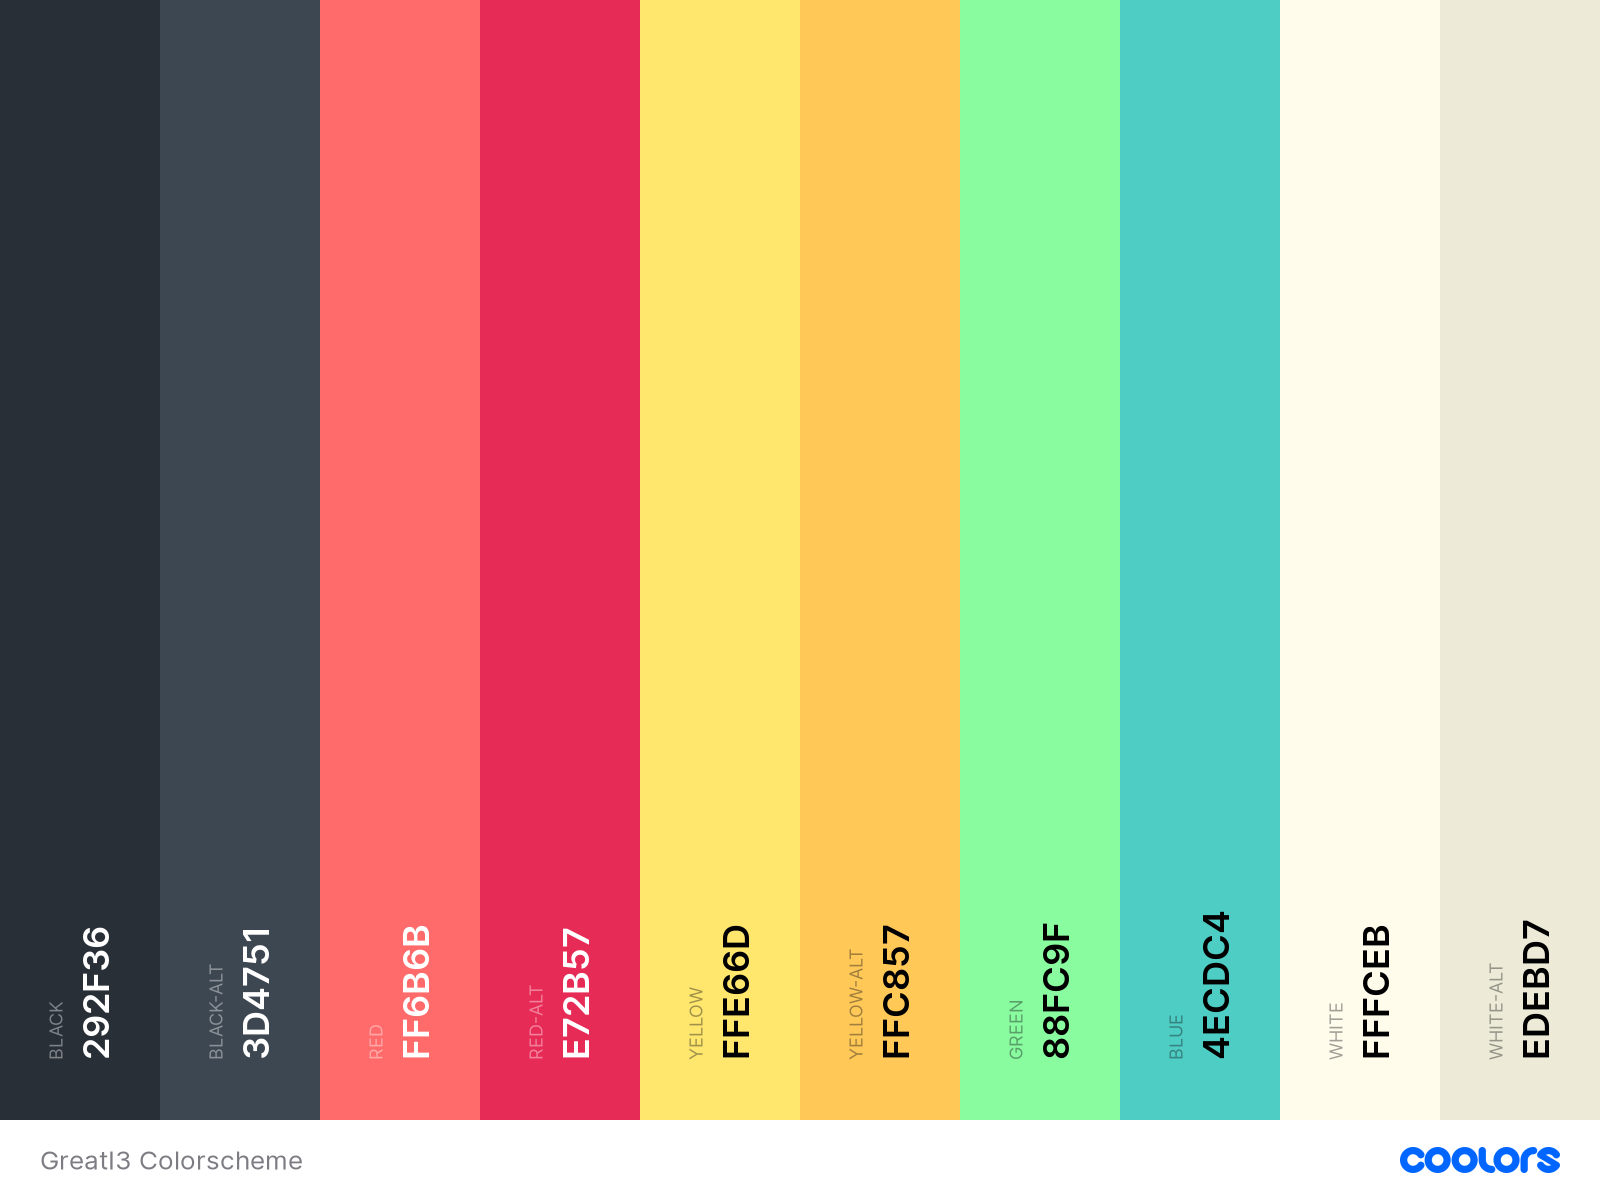 BLACK
292F36
BLACK-ALT
3D4751
RED
FF6B6B
RED-ALT
E72B57
YELLOW
FFE66D
YELLOW-ALT
FFC857
GREEN
88FC9F
BLUE
4ECDC4
WHITE
FFFCEB
WHITE-ALT
EDEBD7
GreatI3 Colorscheme
coolors